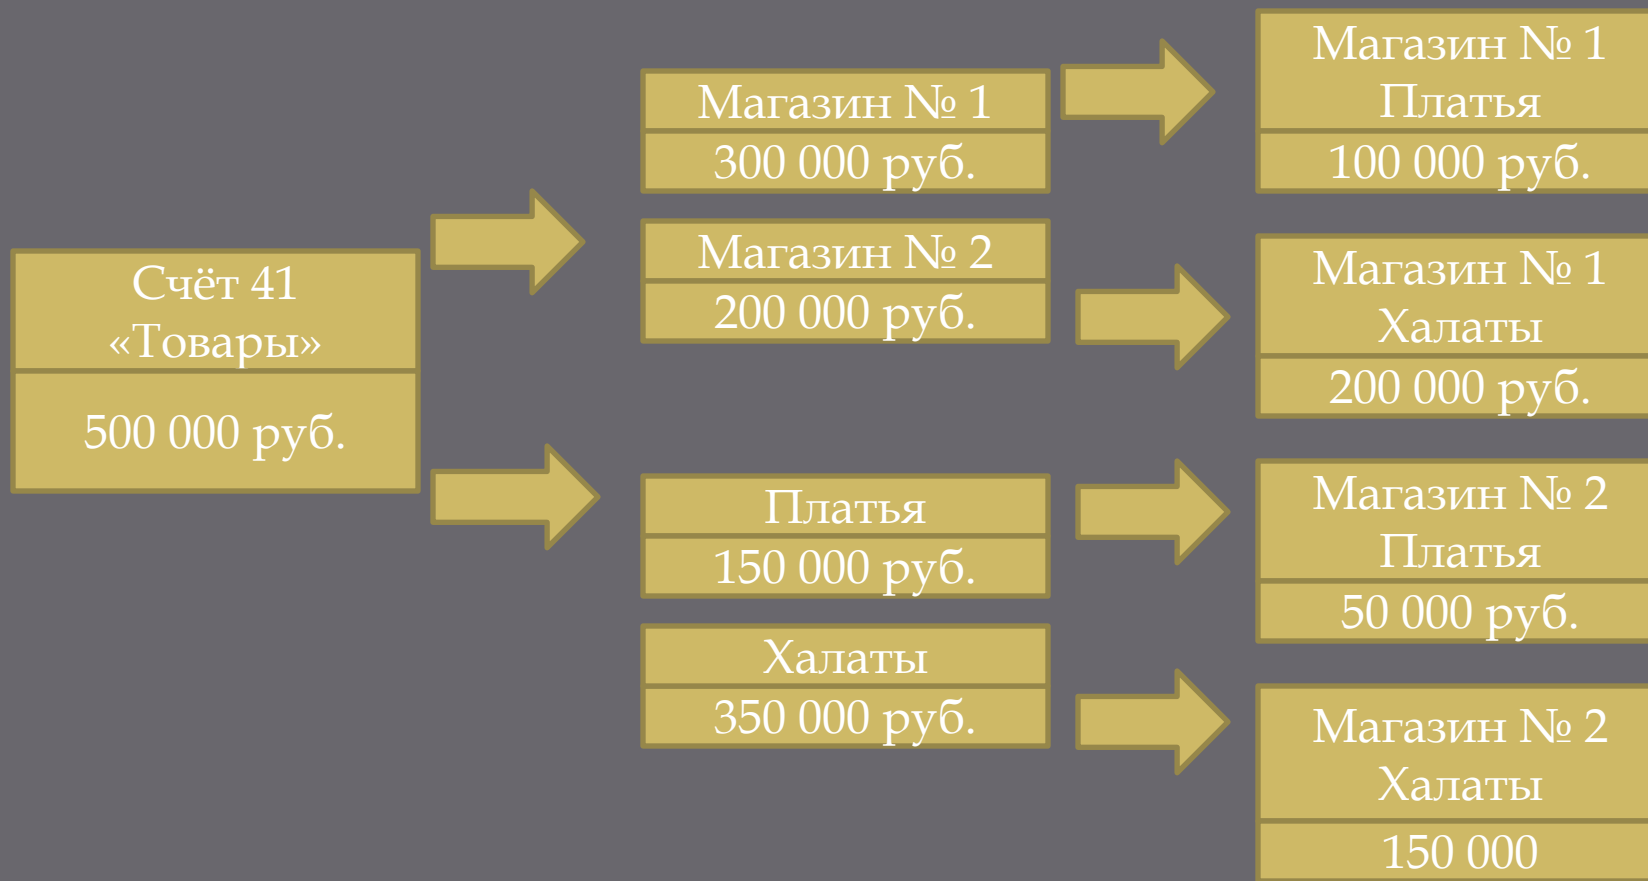 Счёт 41
«Товары»
500 000 руб.
Магазин № 1
300 000 руб.
Магазин № 2
200 000 руб.
Платья
150 000 руб.
Халаты
350 000 руб.
Магазин № 1
Платья
100 000 руб.
Магазин № 1
Халаты
200 000 руб.
Магазин № 2
Платья
50 000 руб.
Магазин № 2
Халаты
150 000